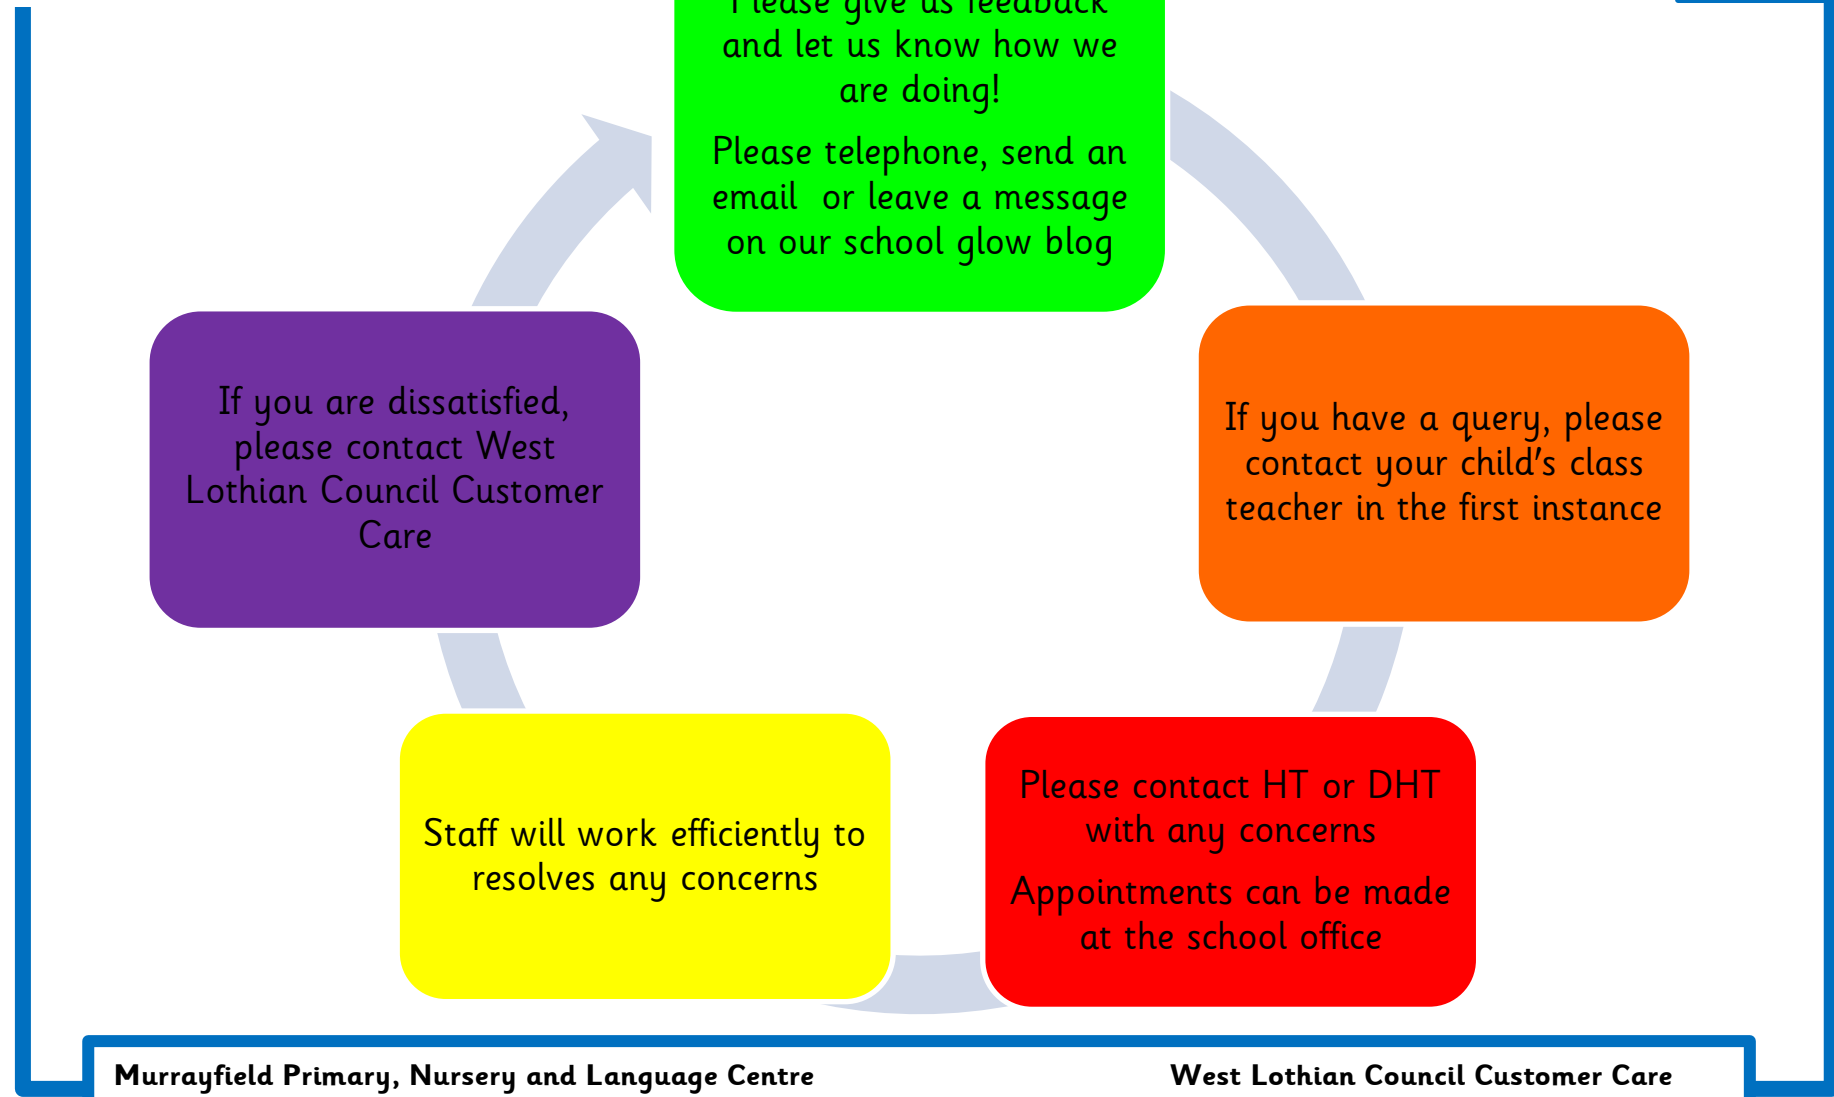 Please give us feedback
and let us know how we
are doing!
Please telephone, send an
email or leave a message
on our school glow blog
If you have a query, please
contact your child's class
teacher in the first instance
Please contact HT or DHT
with any concerns
Appointments can be made
at the school office
Staff will work efficiently to
resolves any concerns
If you are dissatisfied,
please contact West
Lothian Council Customer
Care
Murrayfield Primary, Nursery and Language Centre
West Lothian Council Customer Care